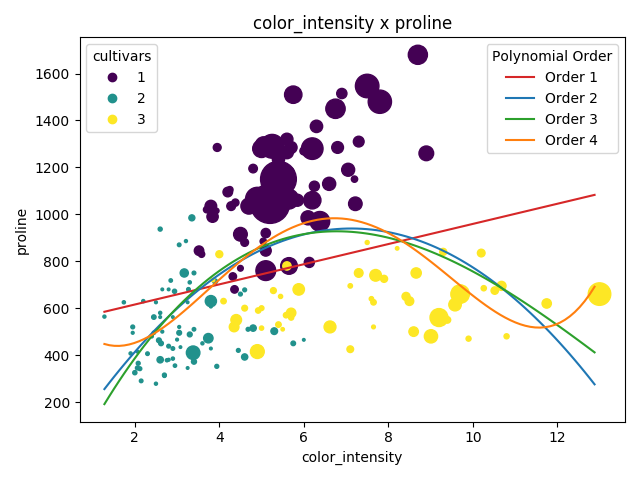 color_intensity x proline
cultivars
1
2
3
Polynomial Order
Order 1
Order 2
Order 3
Order 4
proline
1600
1400
1200
1000
800
600
400
200
2 4 6 8 10 12
color_intensity